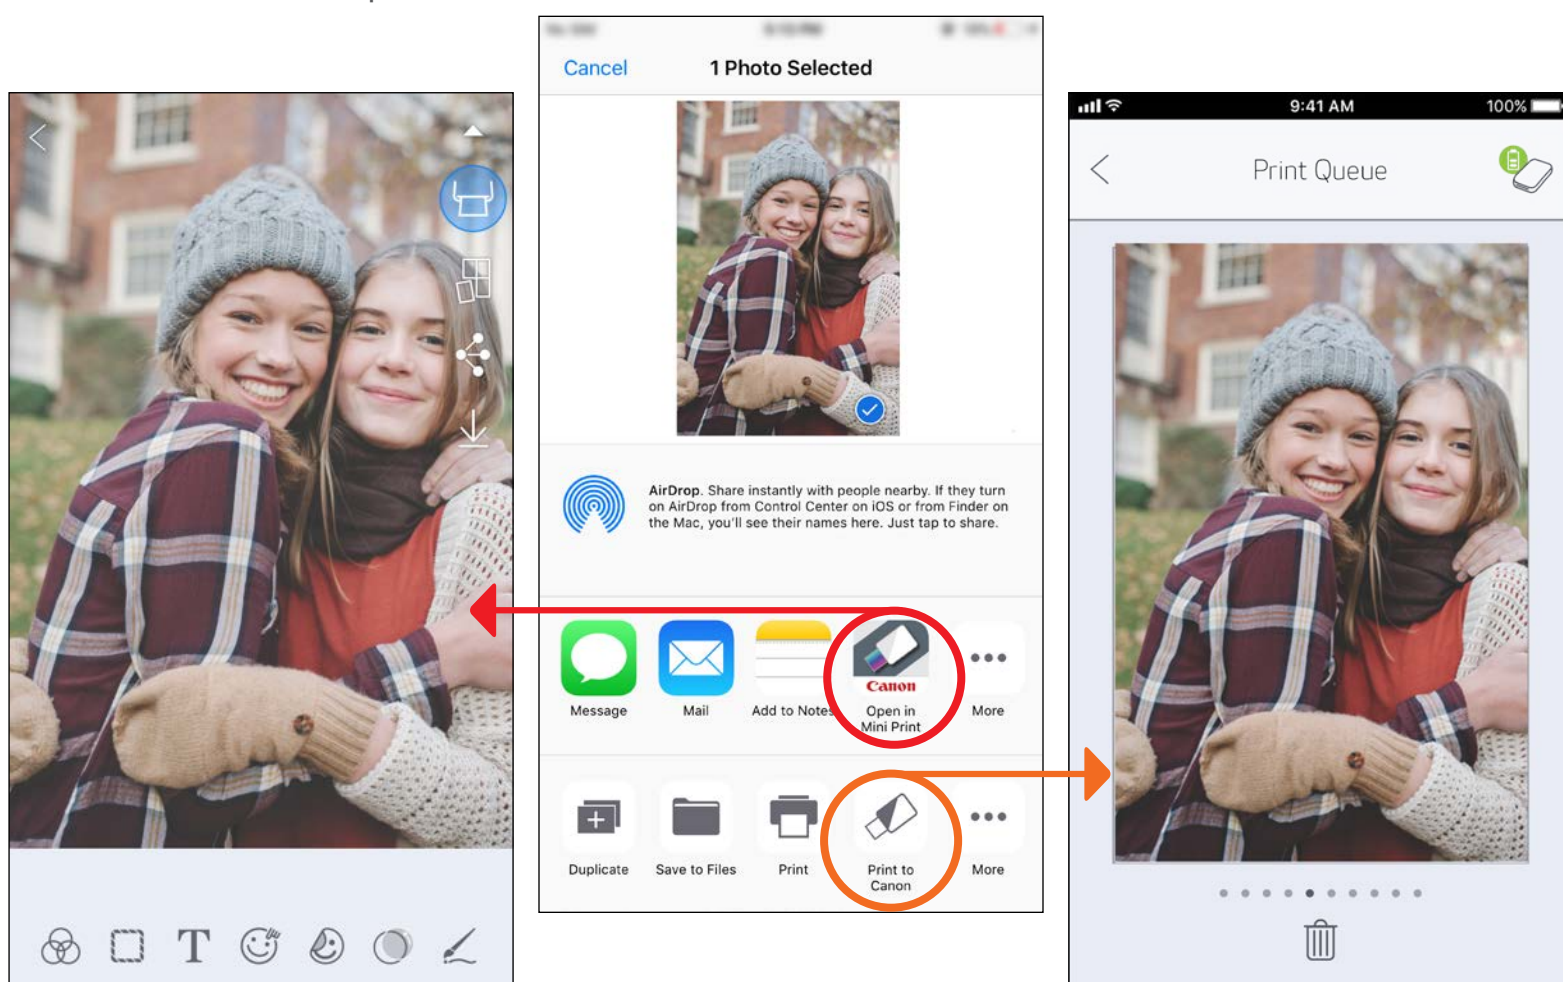 Cancel
1 Photo Selected
AirDrop. Share instantly with people nearby. If they turn
on AirDrop from Control Center on iOS or from Finder on
the Mac, you'll see their names here. Just tap to share.
Canon
Message
Mail
Add to Notes
Open in
Mini Print
More
Duplicate
Save to Files
Print
Print to
Canon
More
T
9:41 AM
100%
Print Queue